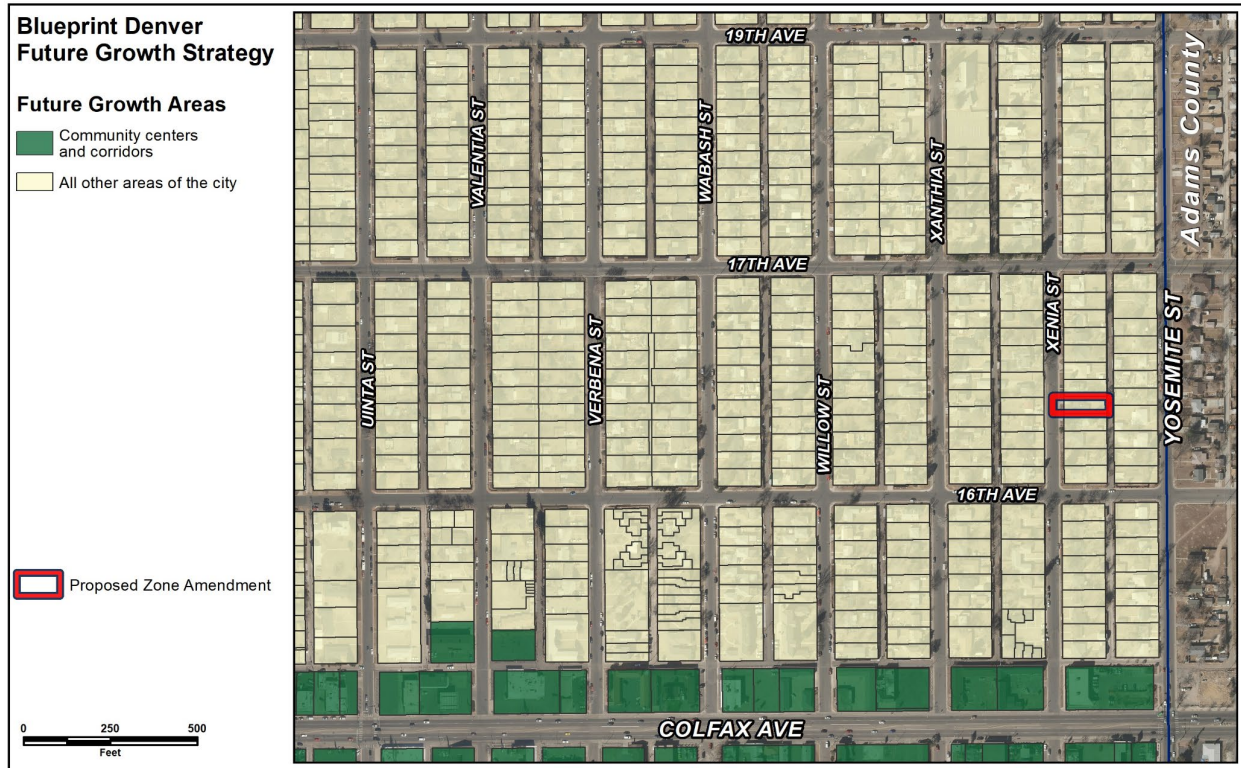 Blueprint Denver
Future Growth Strategy
Future Growth Areas
Community centers
and corridors
All other areas of the city
Proposed Zone Amendment
0 250 500
Feet
19TH AVE
VALENTIA ST
WABASH ST
XANTHIA ST
Adams County
17TH AVE
UINTA ST
VERBENA ST
WILLOW ST
XENIA ST
YOSEMITE ST
16TH AVE
COLFAX AVE